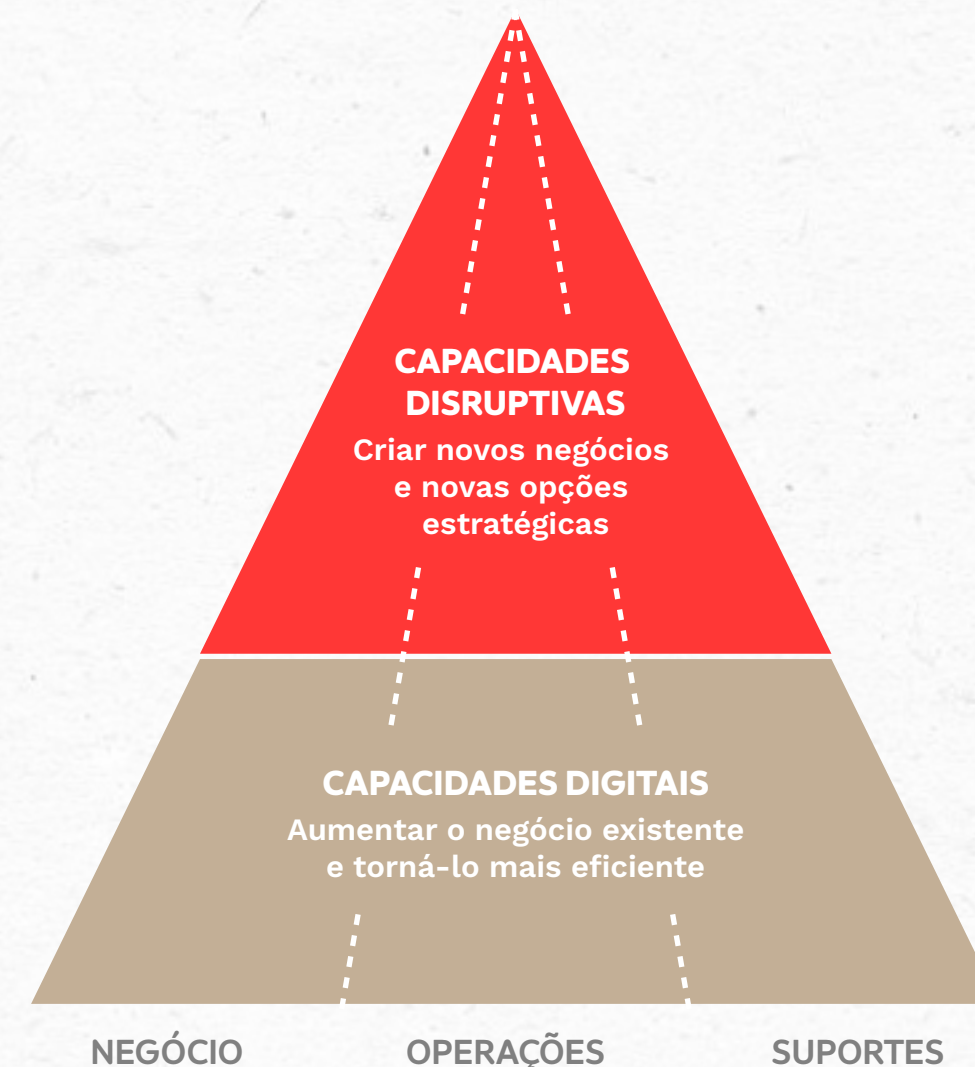 CAPACIDADES
DISRUPTIVAS
Criar novos negócios
e novas opções
estratégicas
CAPACIDADES DIGITAIS
Aumentar o negócio existente
e torná-lo mais eficiente
NEGÓCIO
OPERAÇÕES
SUPORTES